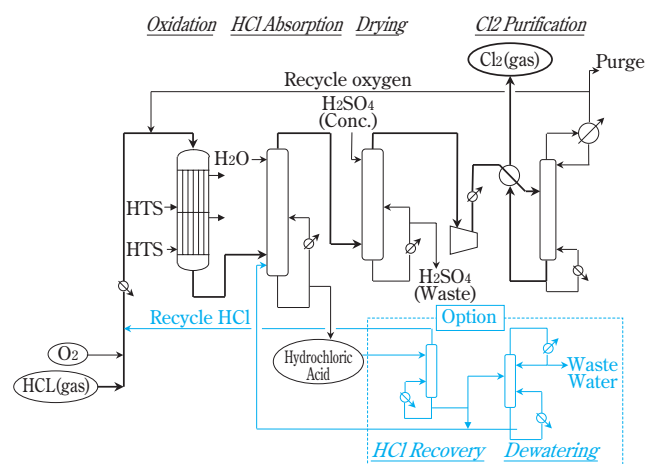 Oxidation HCl Absorption Drying Cl2 Purification
Cl2(gas)
Purge
Recycle oxygen
H2SO4
(Conc.)
H2O
HTS
HTS
H2SO4
(Waste)
Recycle HCl
Option
O2
Hydrochloric
Acid
Waste
Water
HCL(gas)
HCl Recovery Dewatering